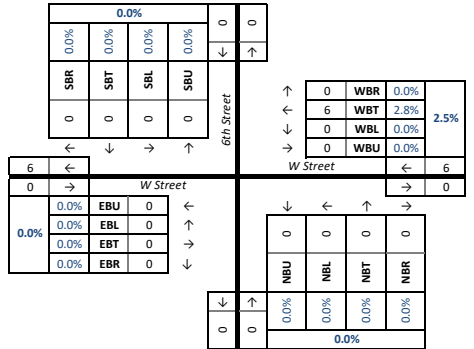 0.0%
0 0
0.0% 0.0% 0.0% 0.0%
↓ ↑
SBR SBT SBL SBU
0 0 0 0
6th Street
← ↓ → ↑
↑ 0 WBR 0.0%
← 6 WBT 2.8%
2.5%
↓ 0 WBL 0.0%
→ 0 WBU 0.0%
6 ←
W Street
← 6
0 →
W Street
→ 0
0.0% EBU 0 ←
0.0% EBL 0 ↑
0.0%
0.0% EBT 0 →
0.0% EBR 0 ↓
↓ ← ↑ →
0 0 0 0
NBU NBL NBT NBR
↓ ↑
0.0% 0.0% 0.0% 0.0%
0 0
0.0%